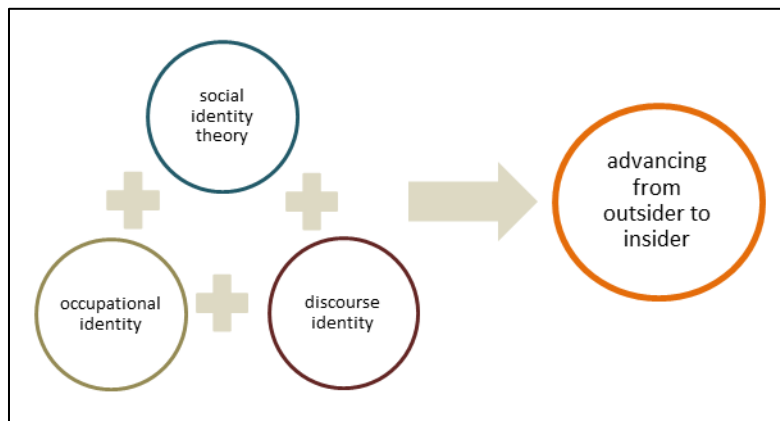 social
identity
theory
advancing
from
outsider to
insider
occupational
identity
discourse
identity